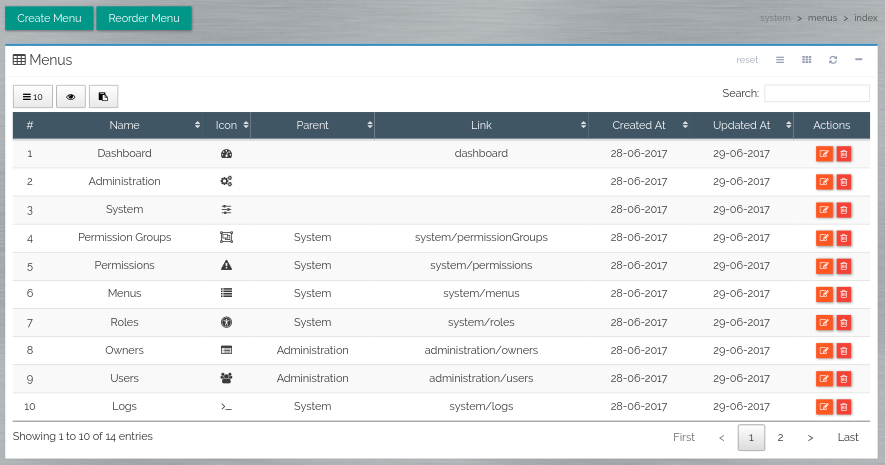 Create Menu Reorder Menu system > menus > index
Menus reset
10 Search:
# Name Icon Parent Link Created At Updated At Actions
1 Dashboard dashboard 28-06-2017 29-06-2017
2 Administration 28-06-2017 29-06-2017
3 System 28-06-2017 29-06-2017
4 Permission Groups System system/permissionGroups 28-06-2017 29-06-2017
5 Permissions System system/permissions 28-06-2017 29-06-2017
6 Menus System system/menus 28-06-2017 29-06-2017
7 Roles System system/roles 28-06-2017 29-06-2017
8 Owners Administration administration/owners 28-06-2017 29-06-2017
9 Users Administration administration/users 28-06-2017 29-06-2017
10 Logs System system/logs 28-06-2017 29-06-2017
Showing 1 to 10 of 14 entries First < 1 2 > Last